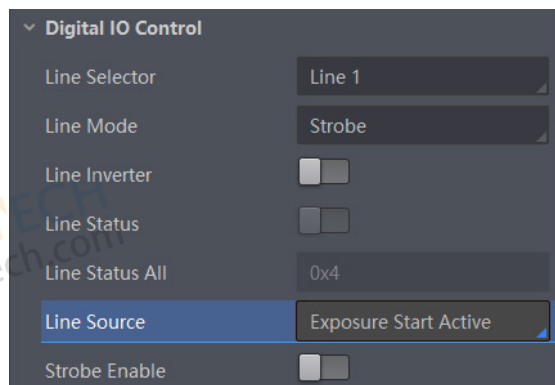 Digital IO Control
Line Selector Line 1
Line Mode Strobe
Line Inverter
Line Status
Line Status All 0x4
Line Source Exposure Start Active
Strobe Enable